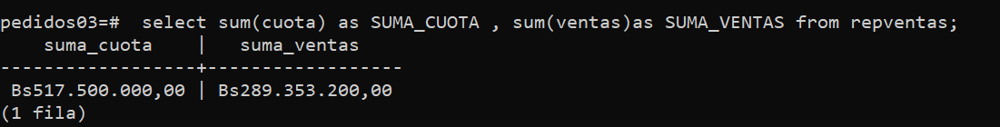 pedidos03=#  select sum(cuota) as SUMA_CUOTA , sum(ventas)as SUMA_VENTAS from repventas;
    suma_cuota    |   suma_ventas
------------------+------------------
 Bs517.500.000,00 | Bs289.353.200,00
(1 fila)